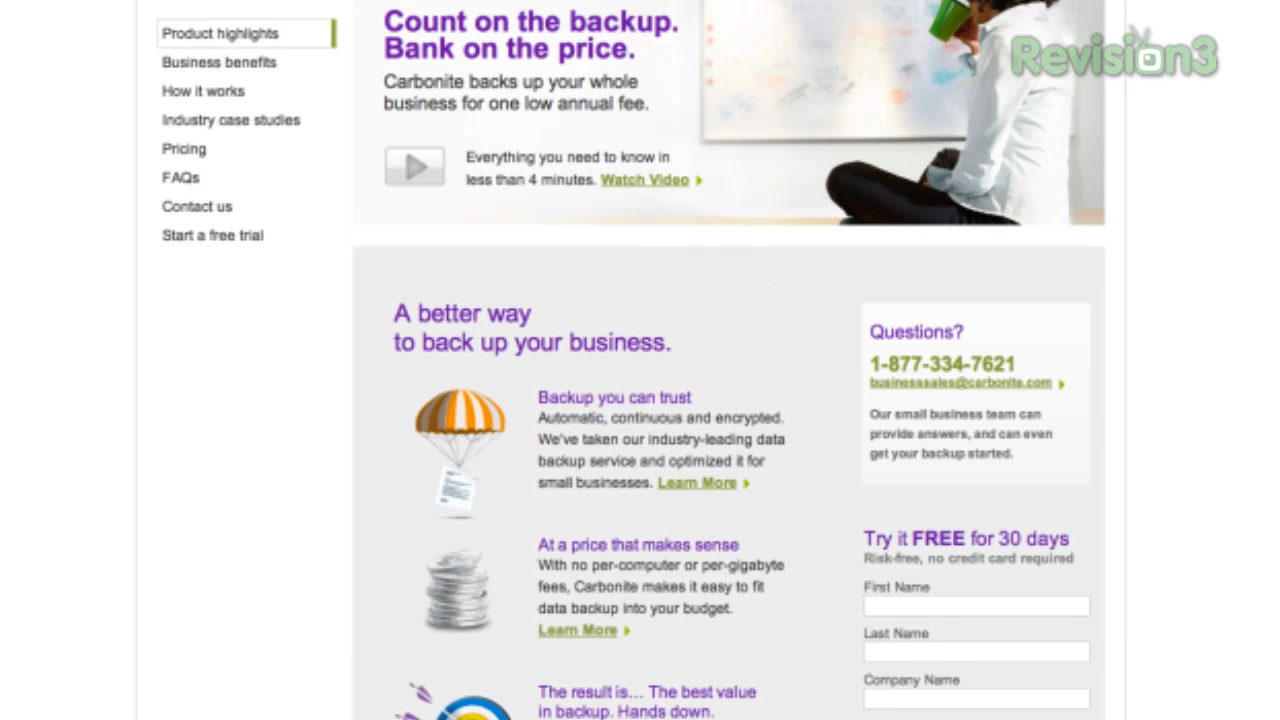 Revision3
Product highlights
Business benefits
How it works
Industry case studies
Pricing
FAQs
Contact us
Start a free trial
Count on the backup.
Bank on the price.
Carbonite backs up your whole
business for one low annual fee.
Everything you need to know in
less than 4 minutes. Watch Video
A better way
to back up your business.
Backup you can trust
Automatic, continuous and encrypted.
We've taken our industry-leading data
backup service and optimized it for
small businesses. Learn More
At a price that makes sense
With no per-computer or per-gigabyte
fees, Carbonite makes it easy to fit
data backup into your budget.
Learn More
The result is... The best value
in backup. Hands down.
Questions?
1-877-334-7621
businesssales@carbonite.com
Our small business team can
provide answers, and can even
get your backup started.
Try it FREE for 30 days
Risk-free, no credit card required
First Name
Last Name
Company Name